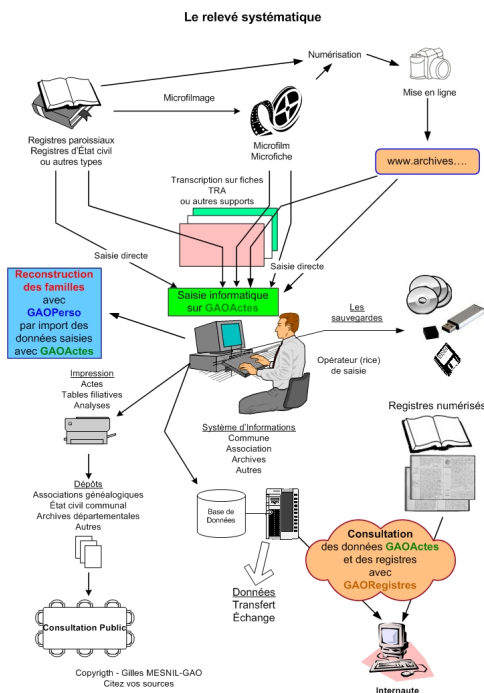 Le relevé systématique
Numérisation
Mise en ligne
Microfilmage
Registres paroissiaux
Registres d'État civil
ou autres types
Microfilm
Microfiche
www.archives....
Transcription sur fiches
TRA
ou autres supports
Saisie directe
Saisie directe
Saisie informatique
sur GAOActes
Reconstruction
des familles
avec
GAOPerso
par import des
données saisies
avec GAOActes
Les
sauvegardes
Opérateur (rice)
de saisie
Impression
Actes
Tables filiatives
Analyses
Système d'Informations
Commune
Association
Archives
Autres
Registres numérisés
Dépôts
Associations généalogiques
État civil communal
Archives départementales
Autres
Base de
Données
Consultation
des données GAOActes
et des registres
avec
GAORegistres
Données
Transfert
Échange
Consultation Public
Internaute
Copyrigth - Gilles MESNIL-GAO
Citez vos sources